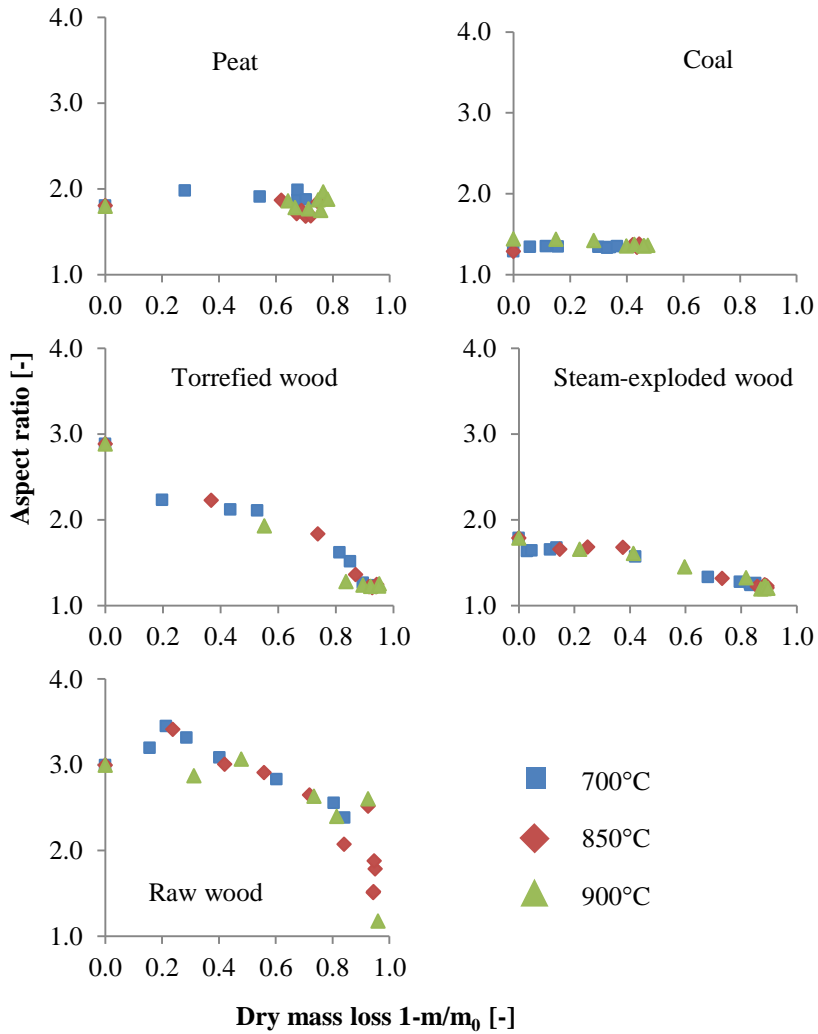 Peat
4.0
3.0
2.0
1.0
0.0 0.2 0.4 0.6 0.8 1.0
Coal
4.0
3.0
2.0
1.0
0.0 0.2 0.4 0.6 0.8 1.0
Aspect ratio [-]
Torrefied wood
4.0
3.0
2.0
1.0
0.0 0.2 0.4 0.6 0.8 1.0
Steam-exploded wood
4.0
3.0
2.0
1.0
0.0 0.2 0.4 0.6 0.8 1.0
Raw wood
4.0
3.0
2.0
1.0
0.0 0.2 0.4 0.6 0.8 1.0
700°C
850°C
900°C
Dry mass loss 1-m/m₀ [-]